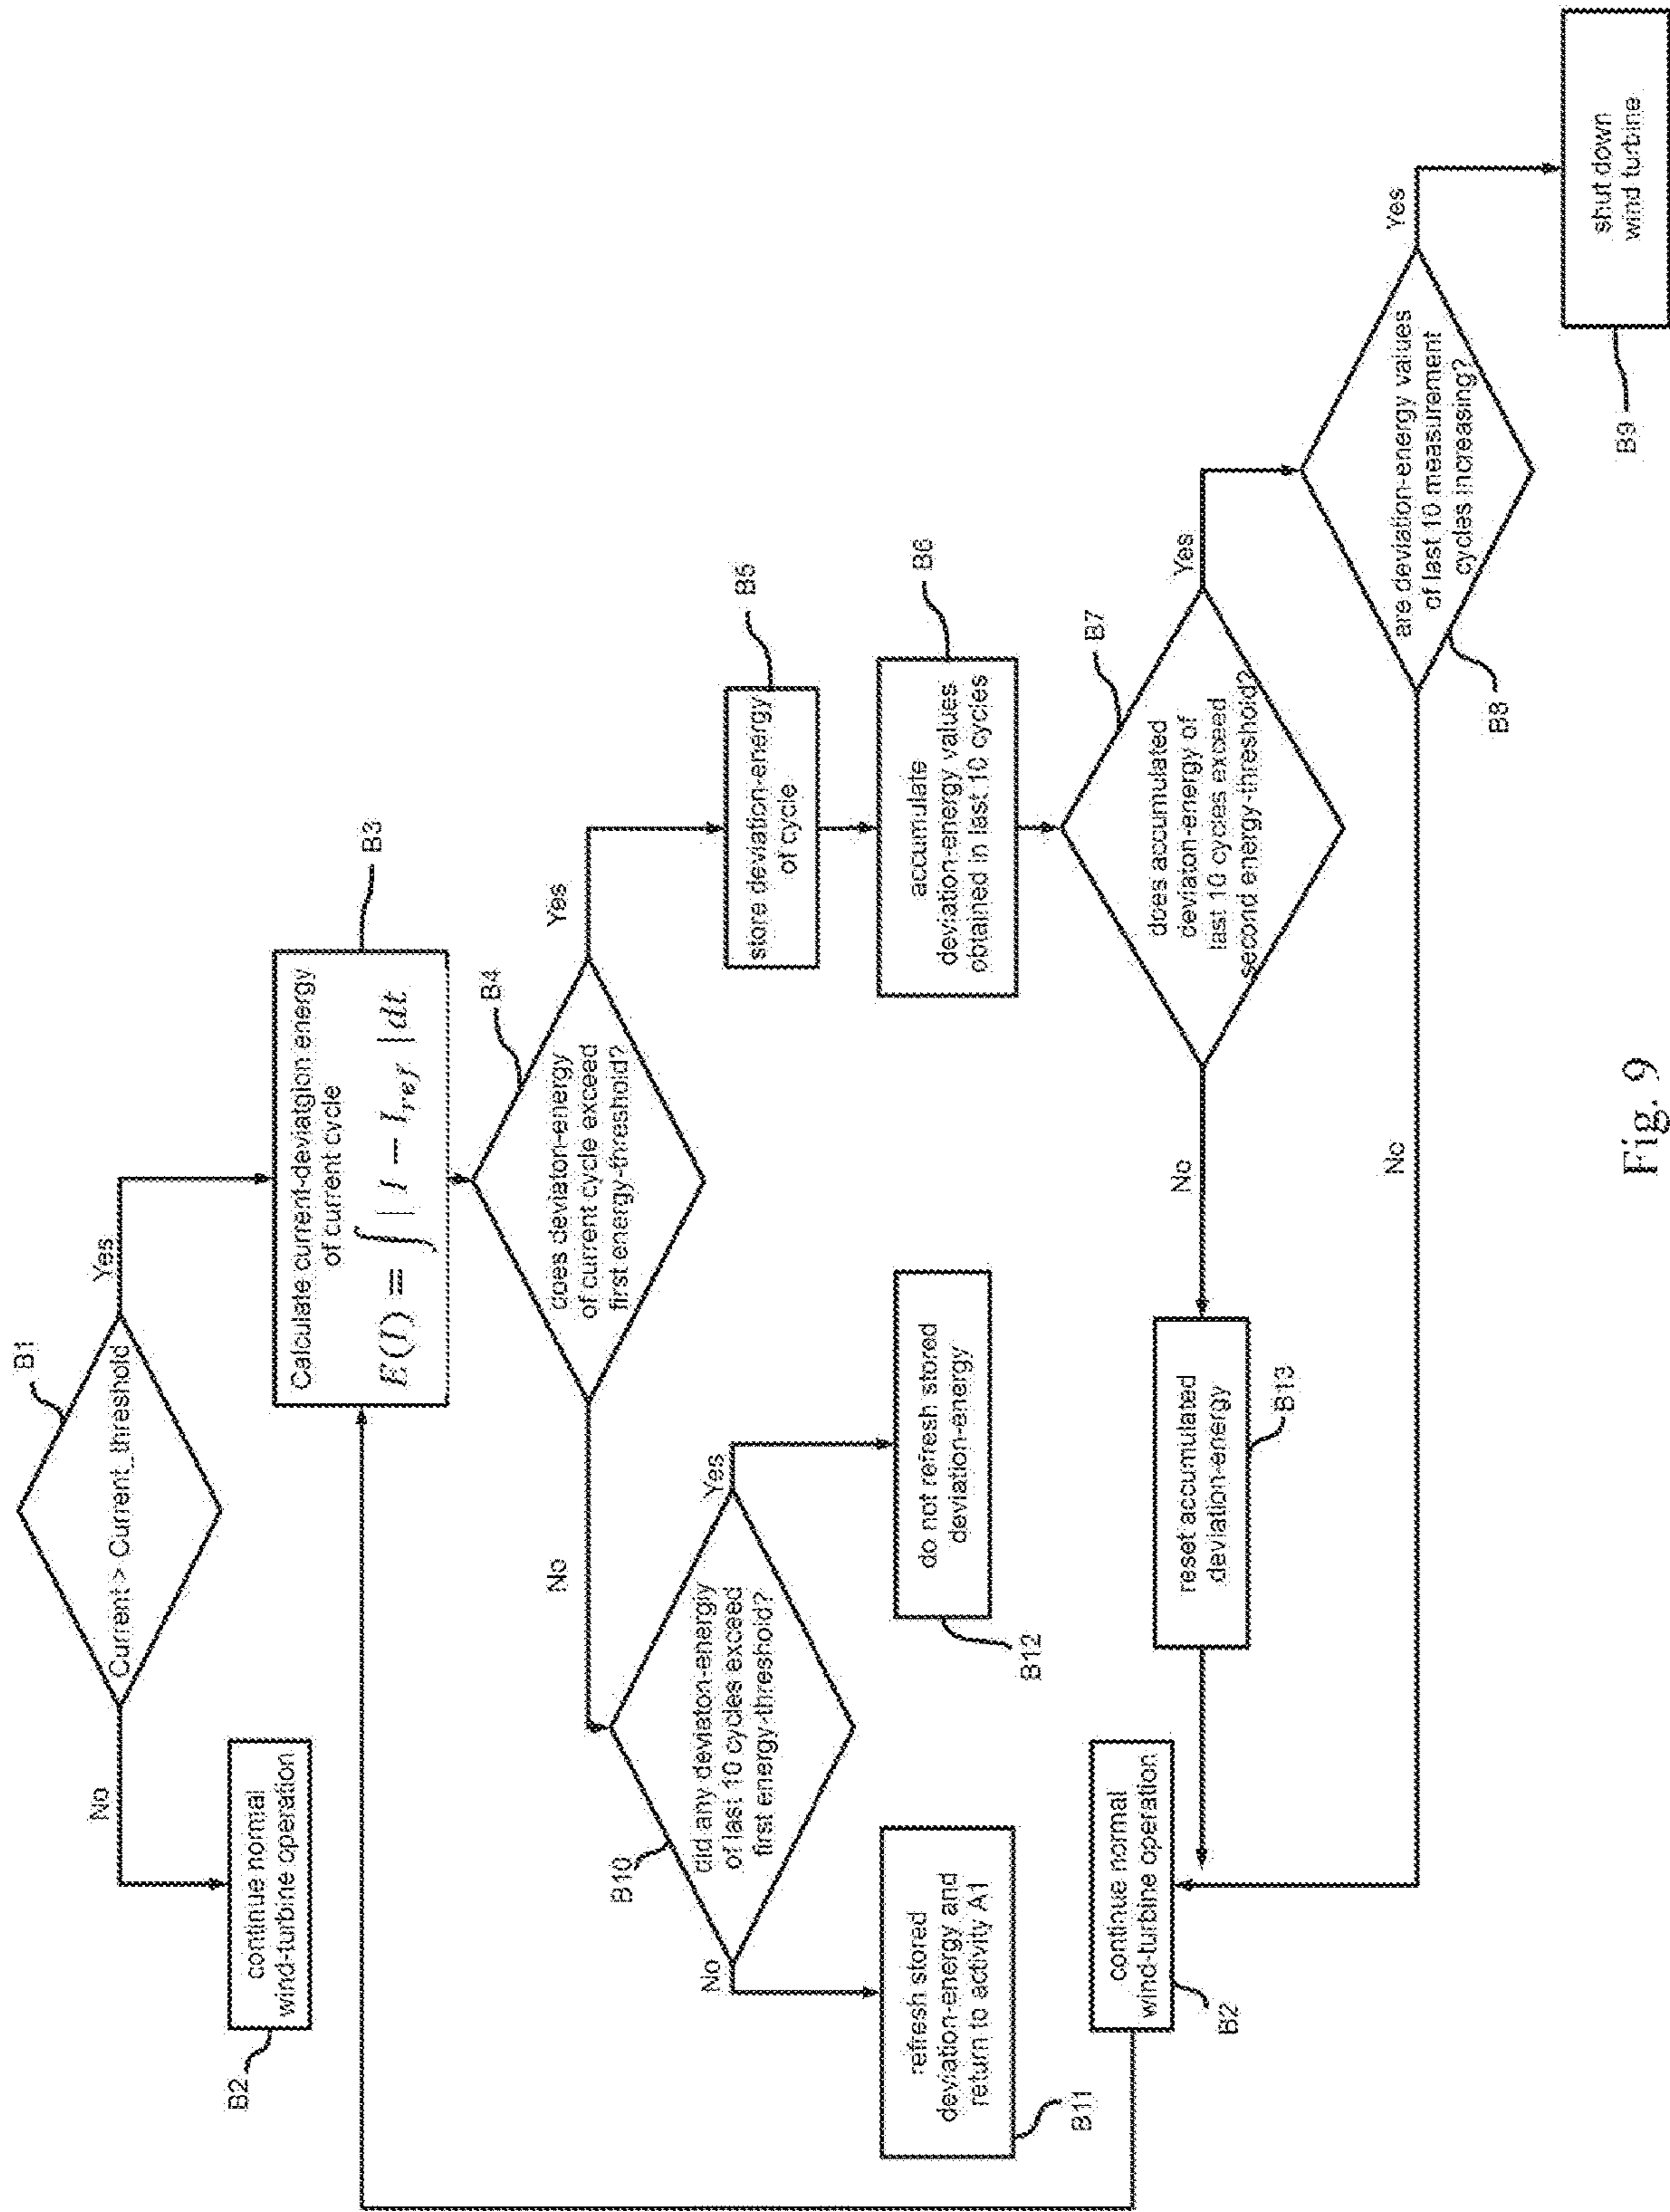 B1
Current > Current_threshold
No
Yes
continue normal
wind-turbine operation
B2
Calculate current-deviatgion energy
of current cycle
E(I) = ∫ | I − I_ref | dt
B3
B4
does deviaton-energy
of current cycle exceed
first energy-threshold?
No
Yes
store deviation-energy
of cycle
B5
accumulate
deviation-energy values
obtained in last 10 cycles
B6
B10
did any deviaton-energy
of last 10 cycles exceed
first energy-threshold?
No
Yes
refresh stored
deviation-energy and
return to activity A1
B11
do not refresh stored
deviation-energy
B12
B7
does accumulated
deviaton-energy of
last 10 cycles exceed
second energy-threshold?
No
Yes
continue normal
wind-turbine operation
B2
reset accumulated
deviation-energy
B13
are deviation-energy values
of last 10 measurement
cycles increasing?
B8
No
Yes
shut down
wind turbine
B9
Fig. 9